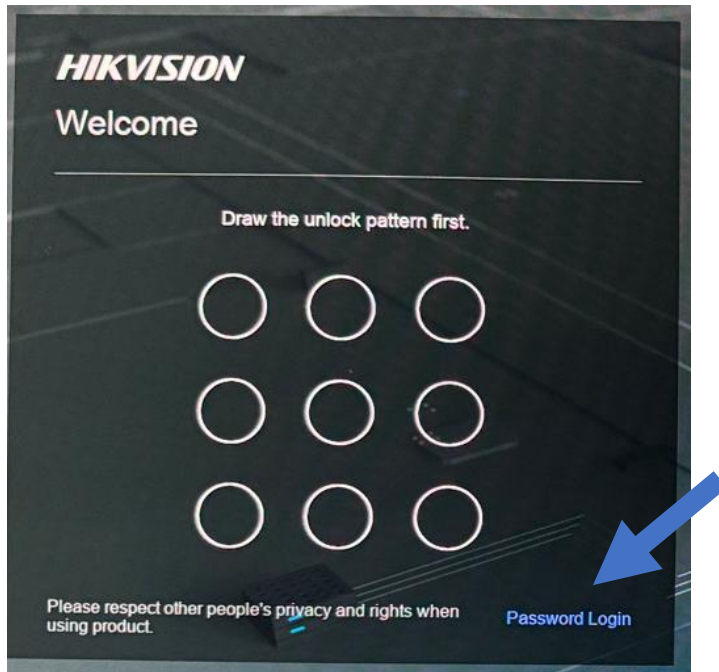 HIKVISION
Welcome
Draw the unlock pattern first.
Please respect other people's privacy and rights when
using product.
Password Login